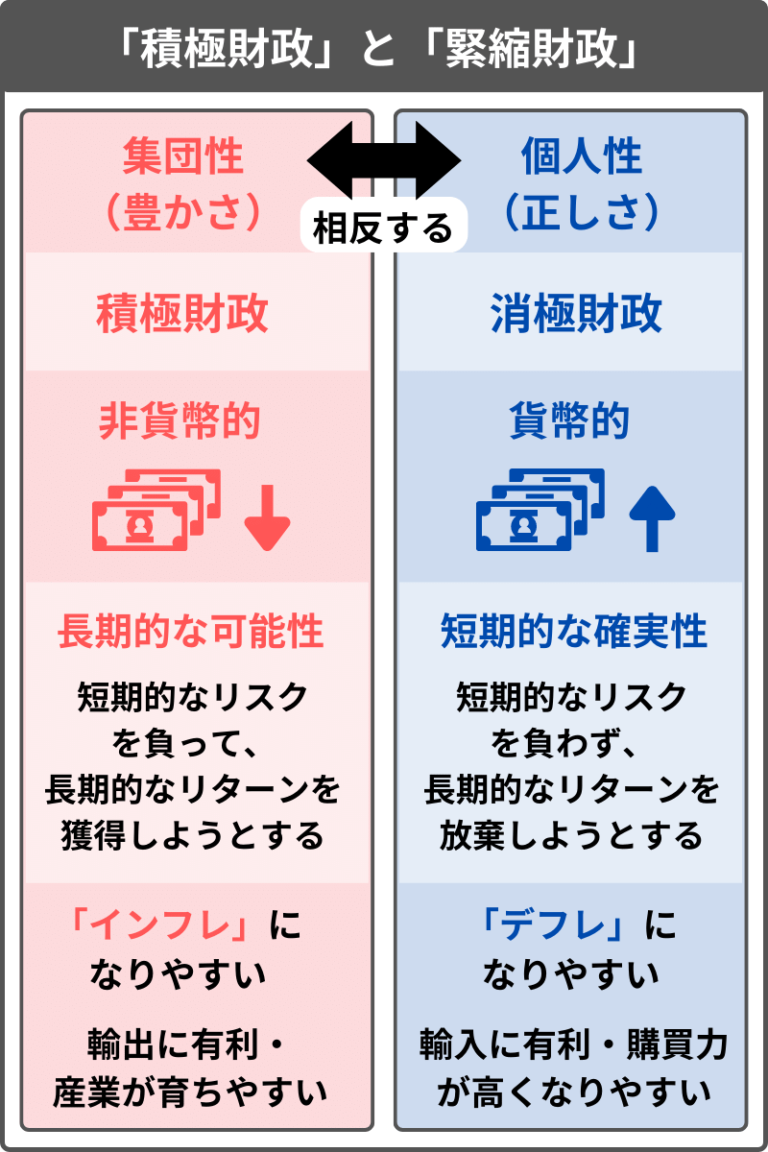 「積極財政」と「緊縮財政」
集団性
（豊かさ）
相反する
個人性
（正しさ）
積極財政
消極財政
非貨幣的
貨幣的
長期的な可能性
短期的なリスク
を負って、
長期的なリターンを
獲得しようとする
短期的な確実性
短期的なリスク
を負わず、
長期的なリターンを
放棄しようとする
「インフレ」に
なりやすい
輸出に有利・
産業が育ちやすい
「デフレ」に
なりやすい
輸入に有利・購買力
が高くなりやすい